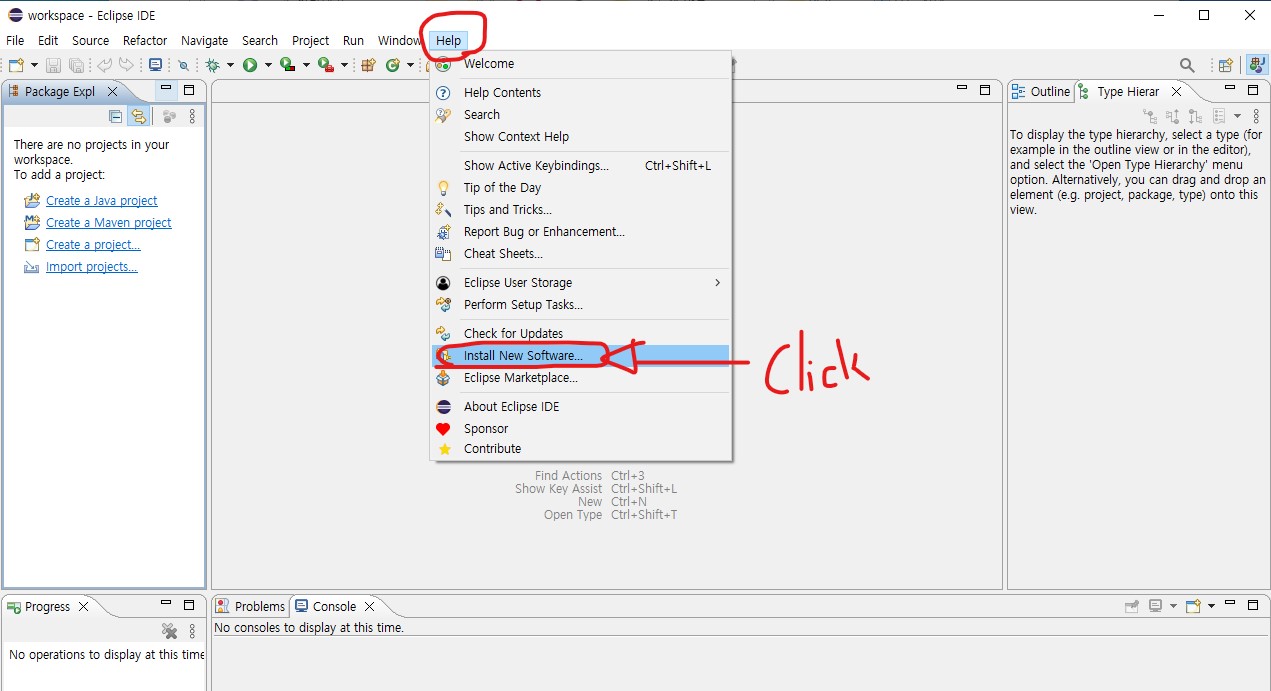 workspace - Eclipse IDE
File Edit Source Refactor Navigate Search Project Run Window Help
Package Expl
There are no projects in your
workspace.
To add a project:
Create a Java project
Create a Maven project
Create a project...
Import projects...
Welcome
Help Contents
Search
Show Context Help
Show Active Keybindings... Ctrl+Shift+L
Tip of the Day
Tips and Tricks...
Report Bug or Enhancement...
Cheat Sheets...
Eclipse User Storage
Perform Setup Tasks...
Check for Updates
Install New Software...
Eclipse Marketplace...
About Eclipse IDE
Sponsor
Contribute
Click
Find Actions Ctrl+3
Show Key Assist Ctrl+Shift+L
New Ctrl+N
Open Type Ctrl+Shift+T
Outline Type Hierar
To display the type hierarchy, select a type (for
example in the outline view or in the editor),
and select the 'Open Type Hierarchy' menu
option. Alternatively, you can drag and drop an
element (e.g. project, package, type) onto this
view.
Progress
No operations to display at this time
Problems Console
No consoles to display at this time.